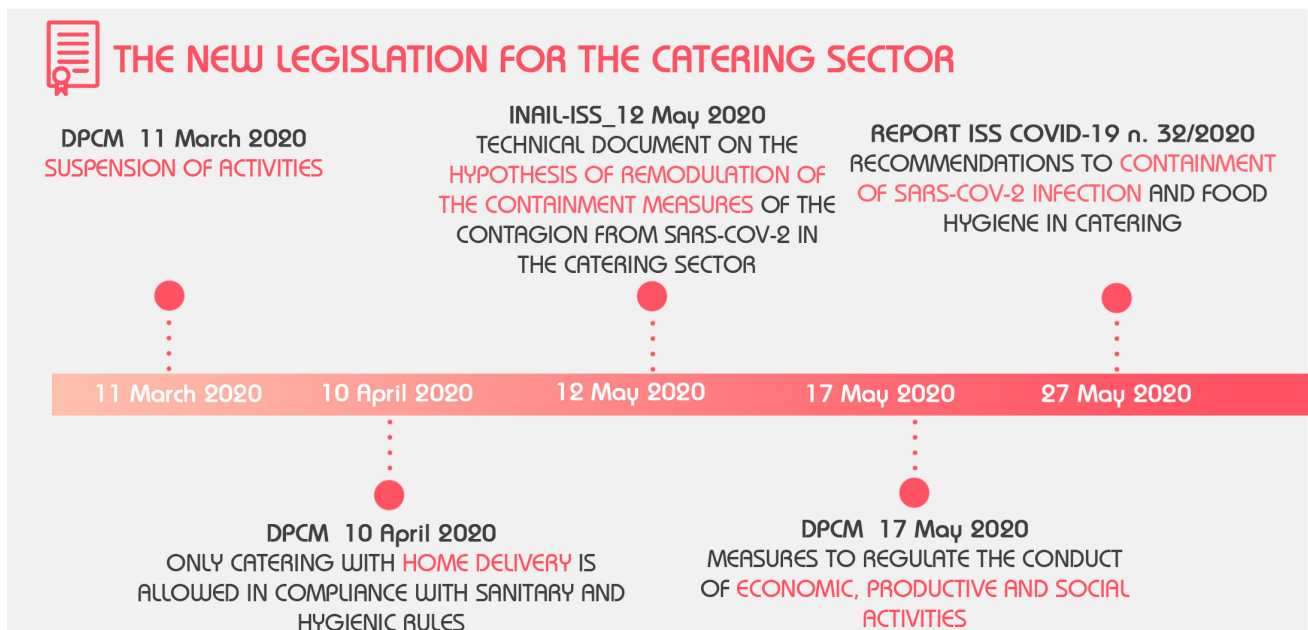 THE NEW LEGISLATION FOR THE CATERING SECTOR
DPCM 11 March 2020
SUSPENSION OF ACTIVITIES
INAIL-ISS_12 May 2020
TECHNICAL DOCUMENT ON THE
HYPOTHESIS OF REMODULATION OF
THE CONTAINMENT MEASURES OF THE
CONTAGION FROM SARS-COV-2 IN
THE CATERING SECTOR
REPORT ISS COVID-19 n. 32/2020
RECOMMENDATIONS TO CONTAINMENT
OF SARS-COV-2 INFECTION AND FOOD
HYGIENE IN CATERING
11 March 2020
10 April 2020
12 May 2020
17 May 2020
27 May 2020
DPCM 10 April 2020
ONLY CATERING WITH HOME DELIVERY IS
ALLOWED IN COMPLIANCE WITH SANITARY AND
HYGIENIC RULES
DPCM 17 May 2020
MEASURES TO REGULATE THE CONDUCT
OF ECONOMIC, PRODUCTIVE AND SOCIAL
ACTIVITIES